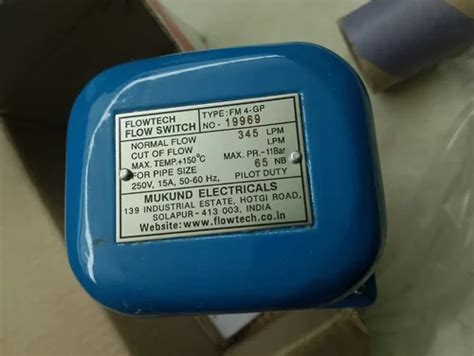 FLOWTECH TYPE: FM 4-GP
FLOW SWITCH NO- 19969
NORMAL FLOW 345 LPM
CUT OF FLOW LPM
MAX. TEMP.+150°C MAX. PR.-11Bar
FOR PIPE SIZE 65 NB
250V, 15A, 50-60 Hz, PILOT DUTY
MUKUND ELECTRICALS
139 INDUSTRIAL ESTATE, HOTGI ROAD,
SOLAPUR - 413 003, INDIA
Website: www.flowtech.co.in